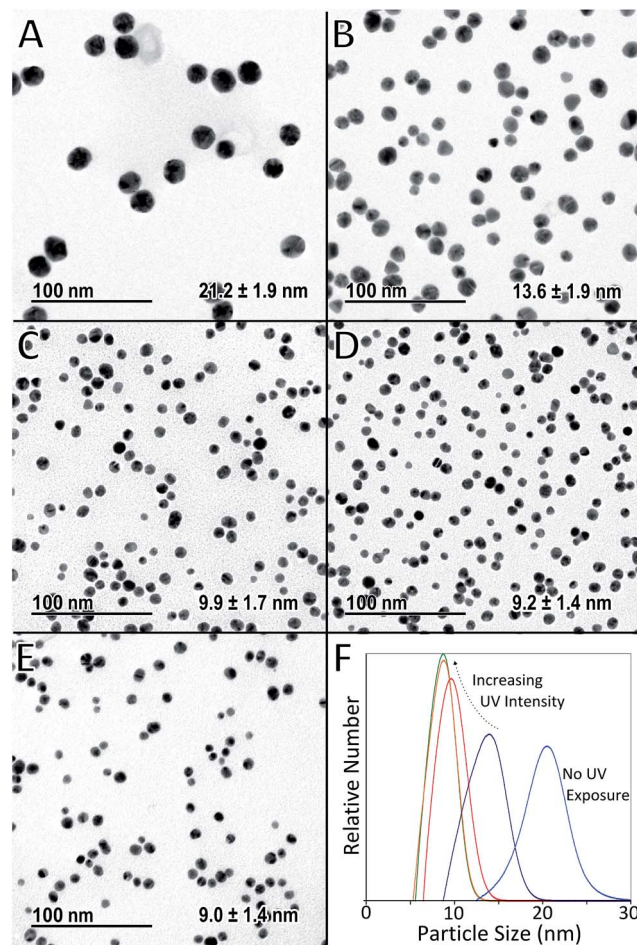 A
100 nm
21.2 ± 1.9 nm
B
100 nm
13.6 ± 1.9 nm
C
100 nm
9.9 ± 1.7 nm
D
100 nm
9.2 ± 1.4 nm
E
100 nm
9.0 ± 1.4 nm
F
Increasing
UV Intensity
No UV
Exposure
Relative Number
0
10
20
30
Particle Size (nm)